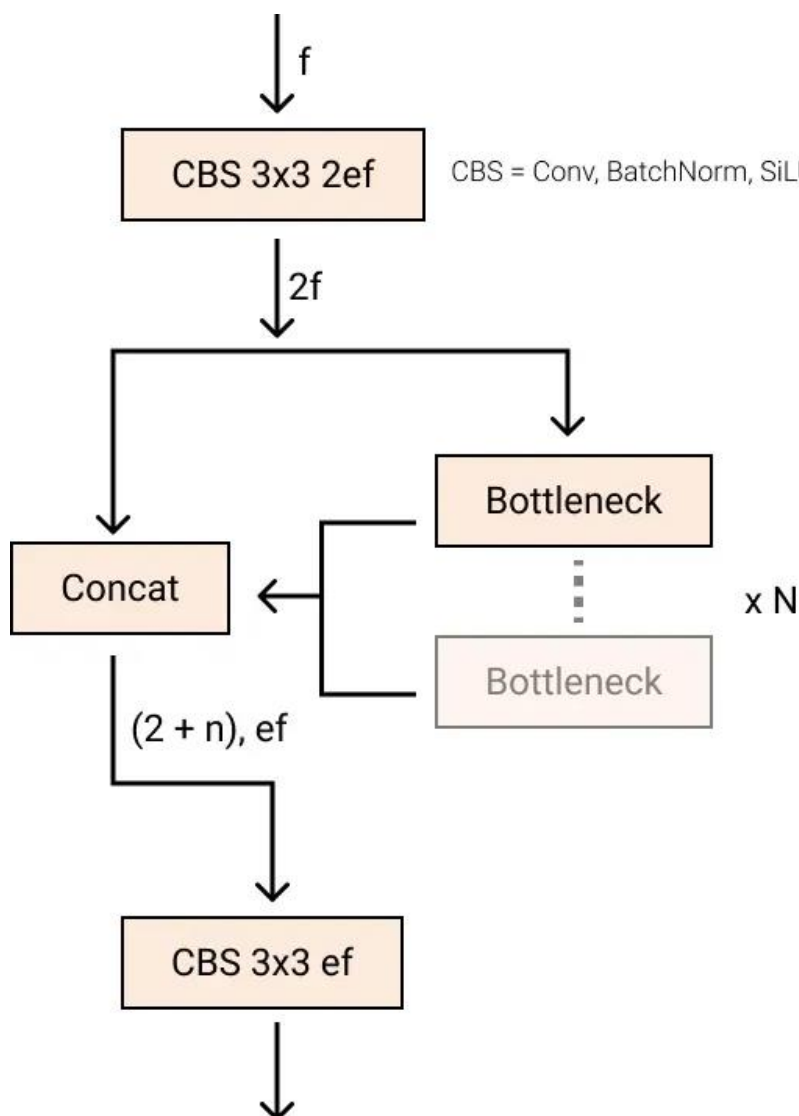 f
CBS 3x3 2ef
CBS = Conv, BatchNorm,
2f
Bottleneck
Concat
x N
Bottleneck
(2 + n), ef
CBS 3x3 ef